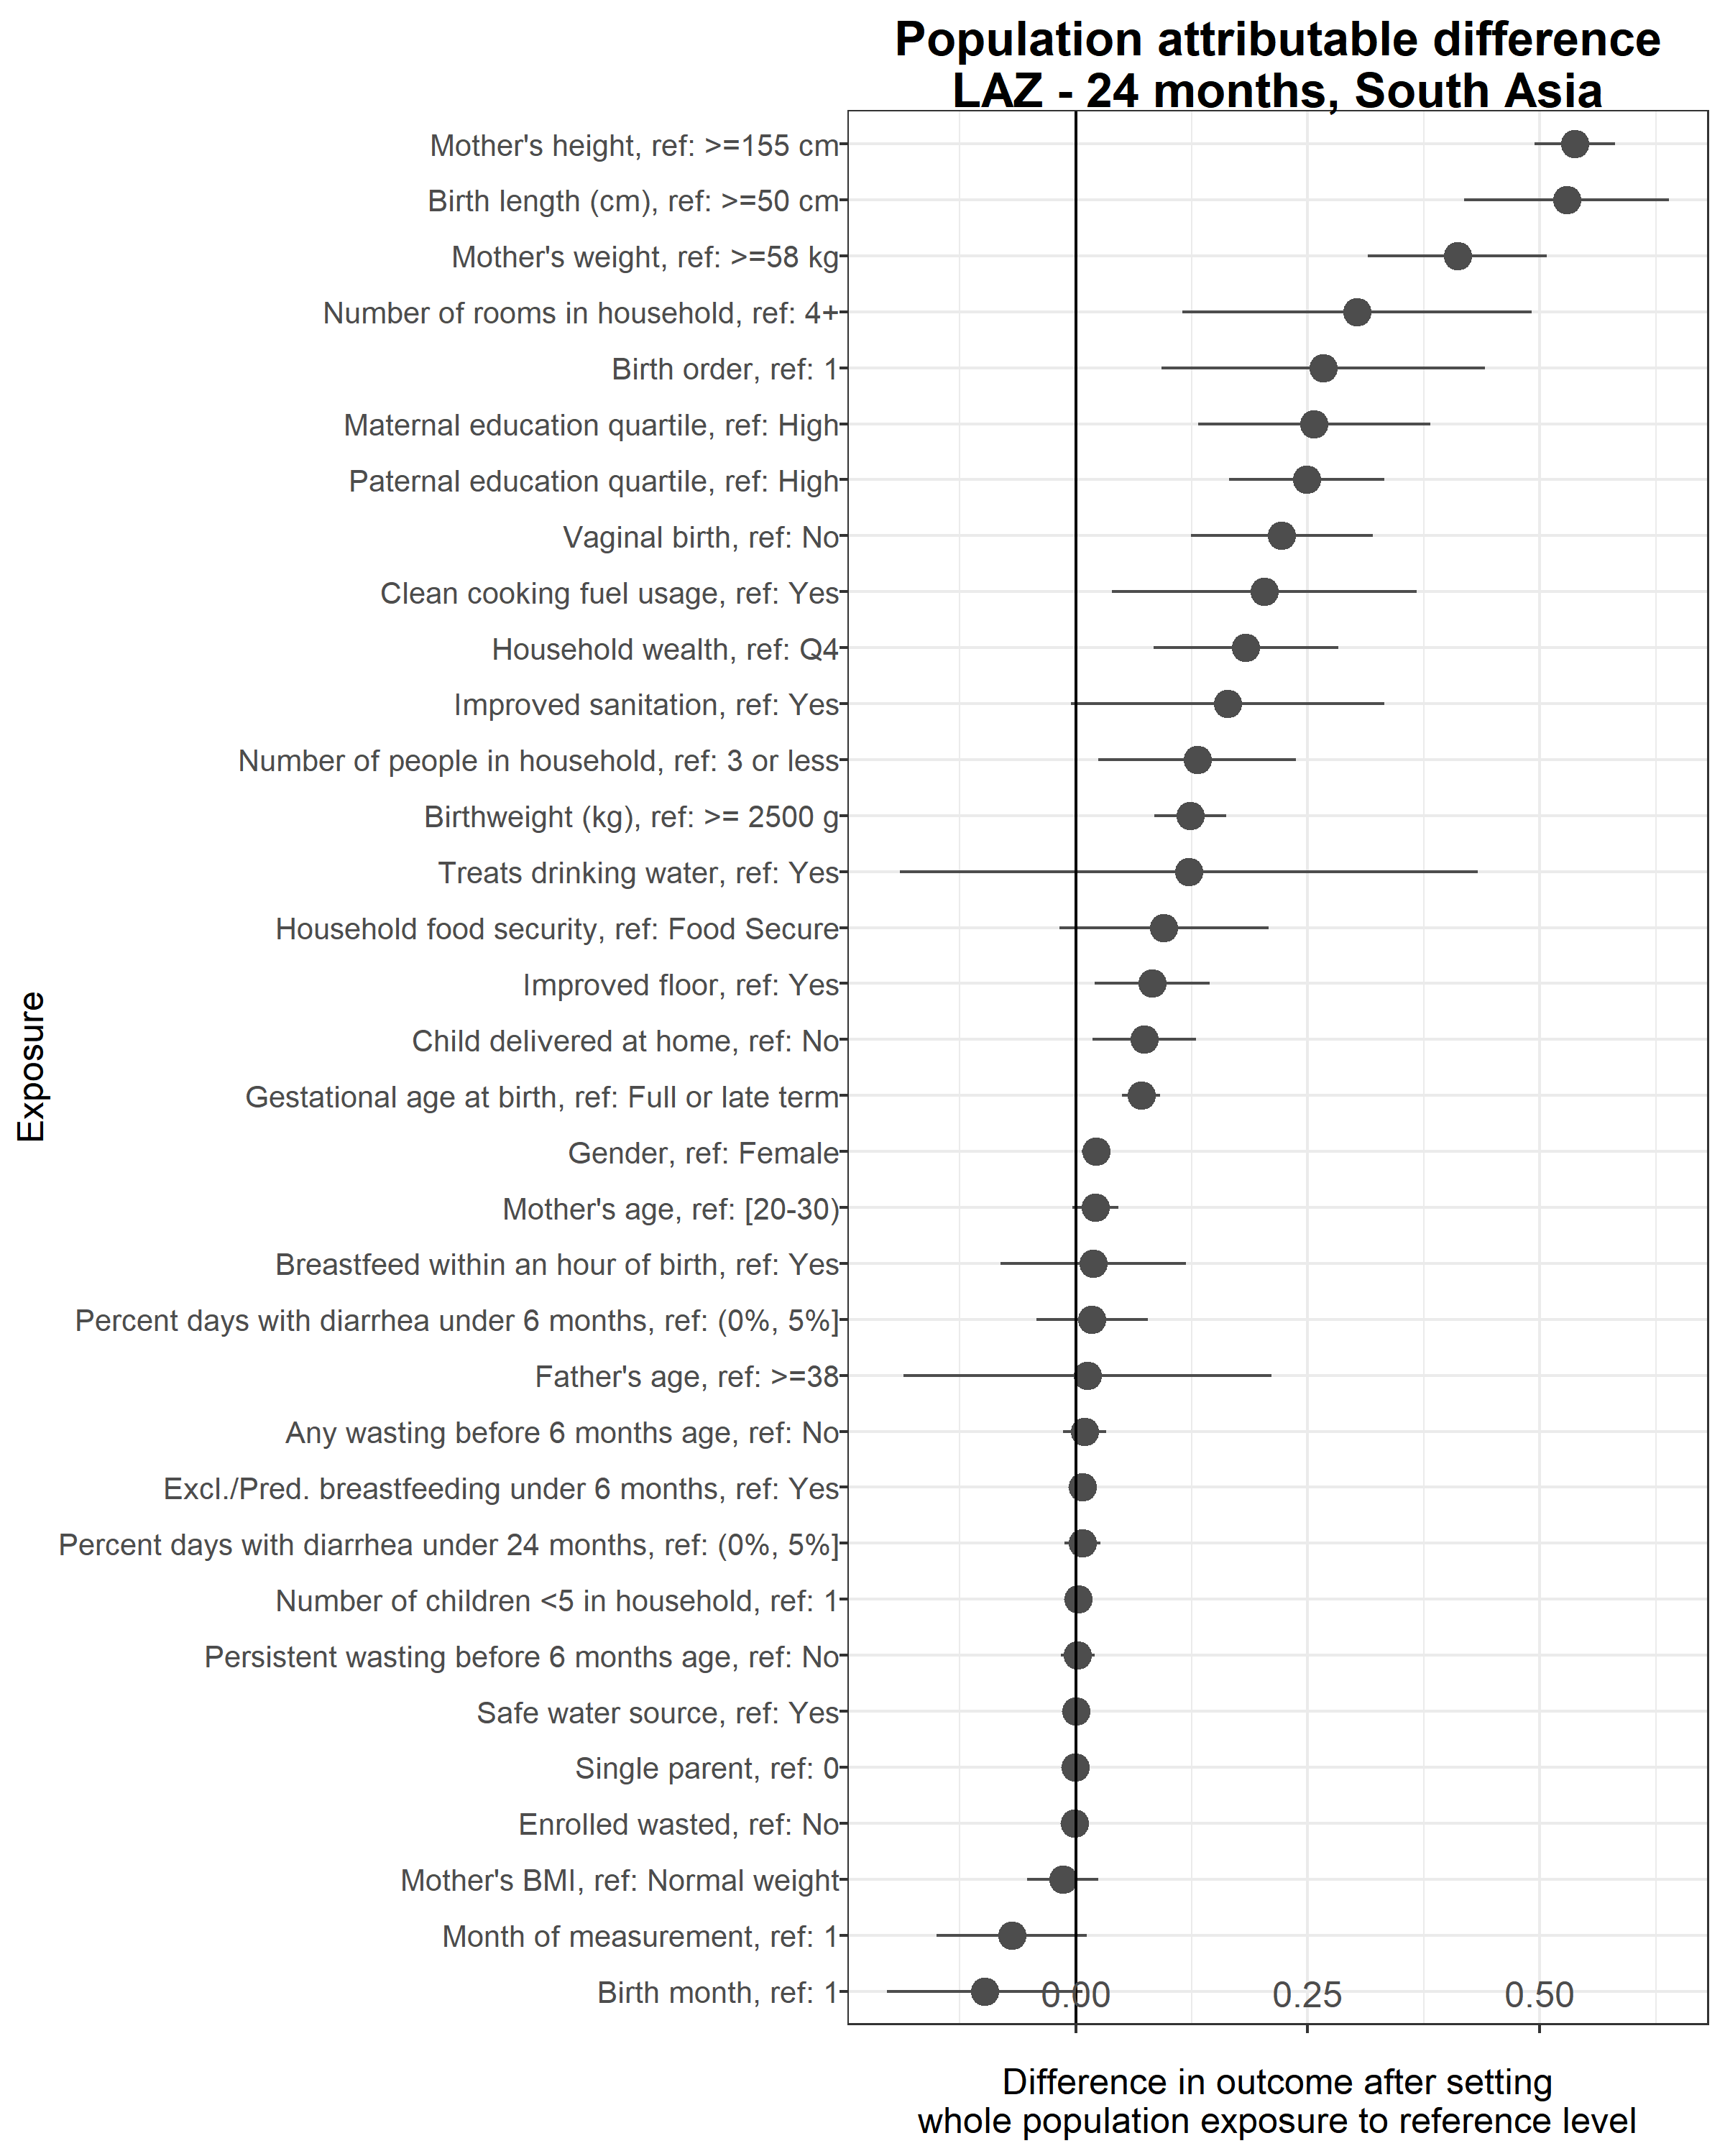 Population attributable difference
LAZ - 24 months, South Asia
Mother's height, ref: >=155 cm
Birth length (cm), ref: >=50 cm
Mother's weight, ref: >=58 kg
Number of rooms in household, ref: 4+
Birth order, ref: 1
Maternal education quartile, ref: High
Paternal education quartile, ref: High
Vaginal birth, ref: No
Clean cooking fuel usage, ref: Yes
Household wealth, ref: Q4
Improved sanitation, ref: Yes
Number of people in household, ref: 3 or less
Birthweight (kg), ref: >= 2500 g
Treats drinking water, ref: Yes
Household food security, ref: Food Secure
Improved floor, ref: Yes
Child delivered at home, ref: No
Gestational age at birth, ref: Full or late term
Gender, ref: Female
Mother's age, ref: [20-30)
Breastfeed within an hour of birth, ref: Yes
Percent days with diarrhea under 6 months, ref: (0%, 5%]
Father's age, ref: >=38
Any wasting before 6 months age, ref: No
Excl./Pred. breastfeeding under 6 months, ref: Yes
Percent days with diarrhea under 24 months, ref: (0%, 5%]
Number of children <5 in household, ref: 1
Persistent wasting before 6 months age, ref: No
Safe water source, ref: Yes
Single parent, ref: 0
Enrolled wasted, ref: No
Mother's BMI, ref: Normal weight
Month of measurement, ref: 1
Birth month, ref: 1
Exposure
0.00 0.25 0.50
Difference in outcome after setting
whole population exposure to reference level